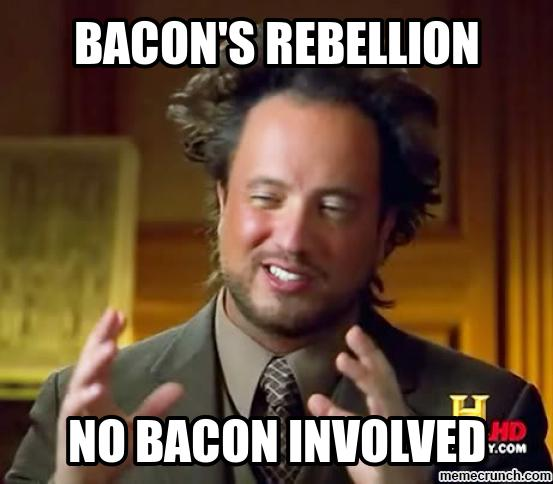 BACON'S REBELLION
NO BACON INVOLVED
H
HD
Y.COM
memecrunch.com